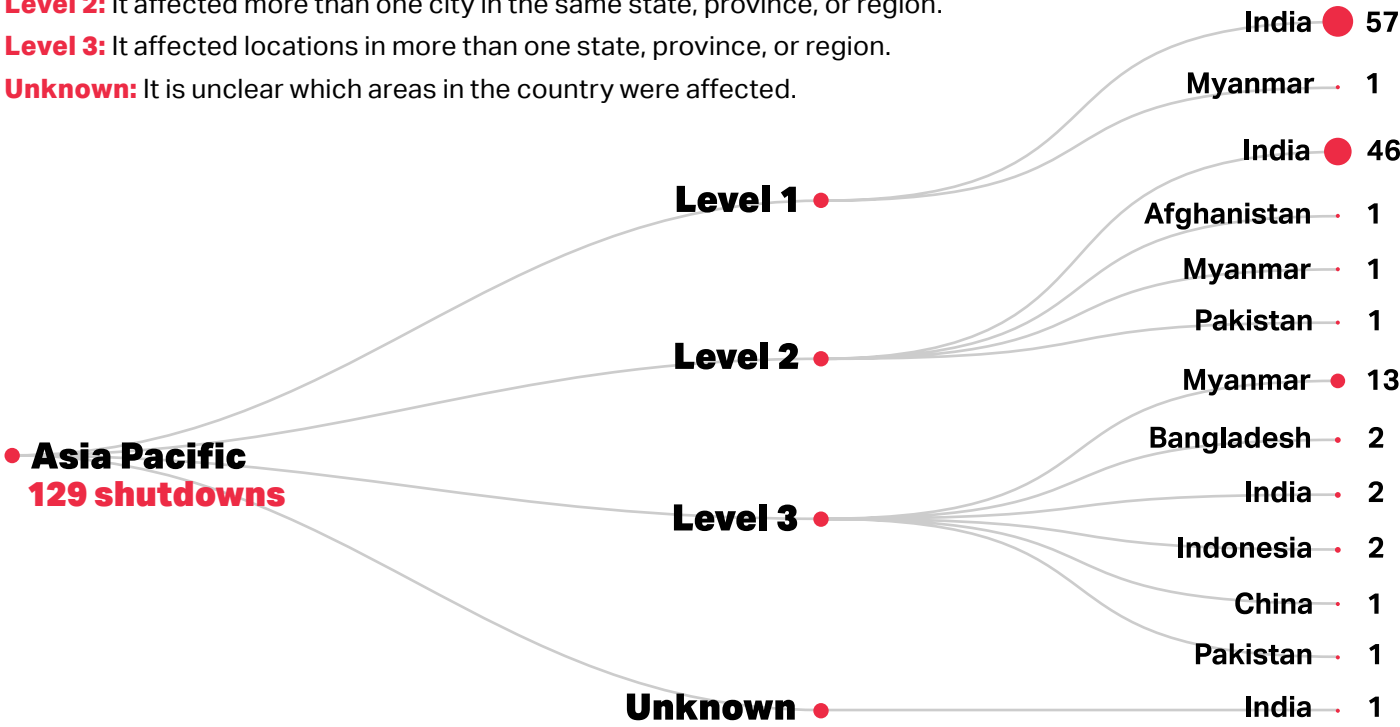 Level 2: It affected more than one city in the same state, province, or region.
Level 3: It affected locations in more than one state, province, or region.
Unknown: It is unclear which areas in the country were affected.
India 57
Myanmar 1
Level 1
India 46
Afghanistan 1
Myanmar 1
Pakistan 1
Level 2
Myanmar 13
Bangladesh 2
India 2
Indonesia 2
China 1
Pakistan 1
Level 3
Asia Pacific
129 shutdowns
Unknown
India 1